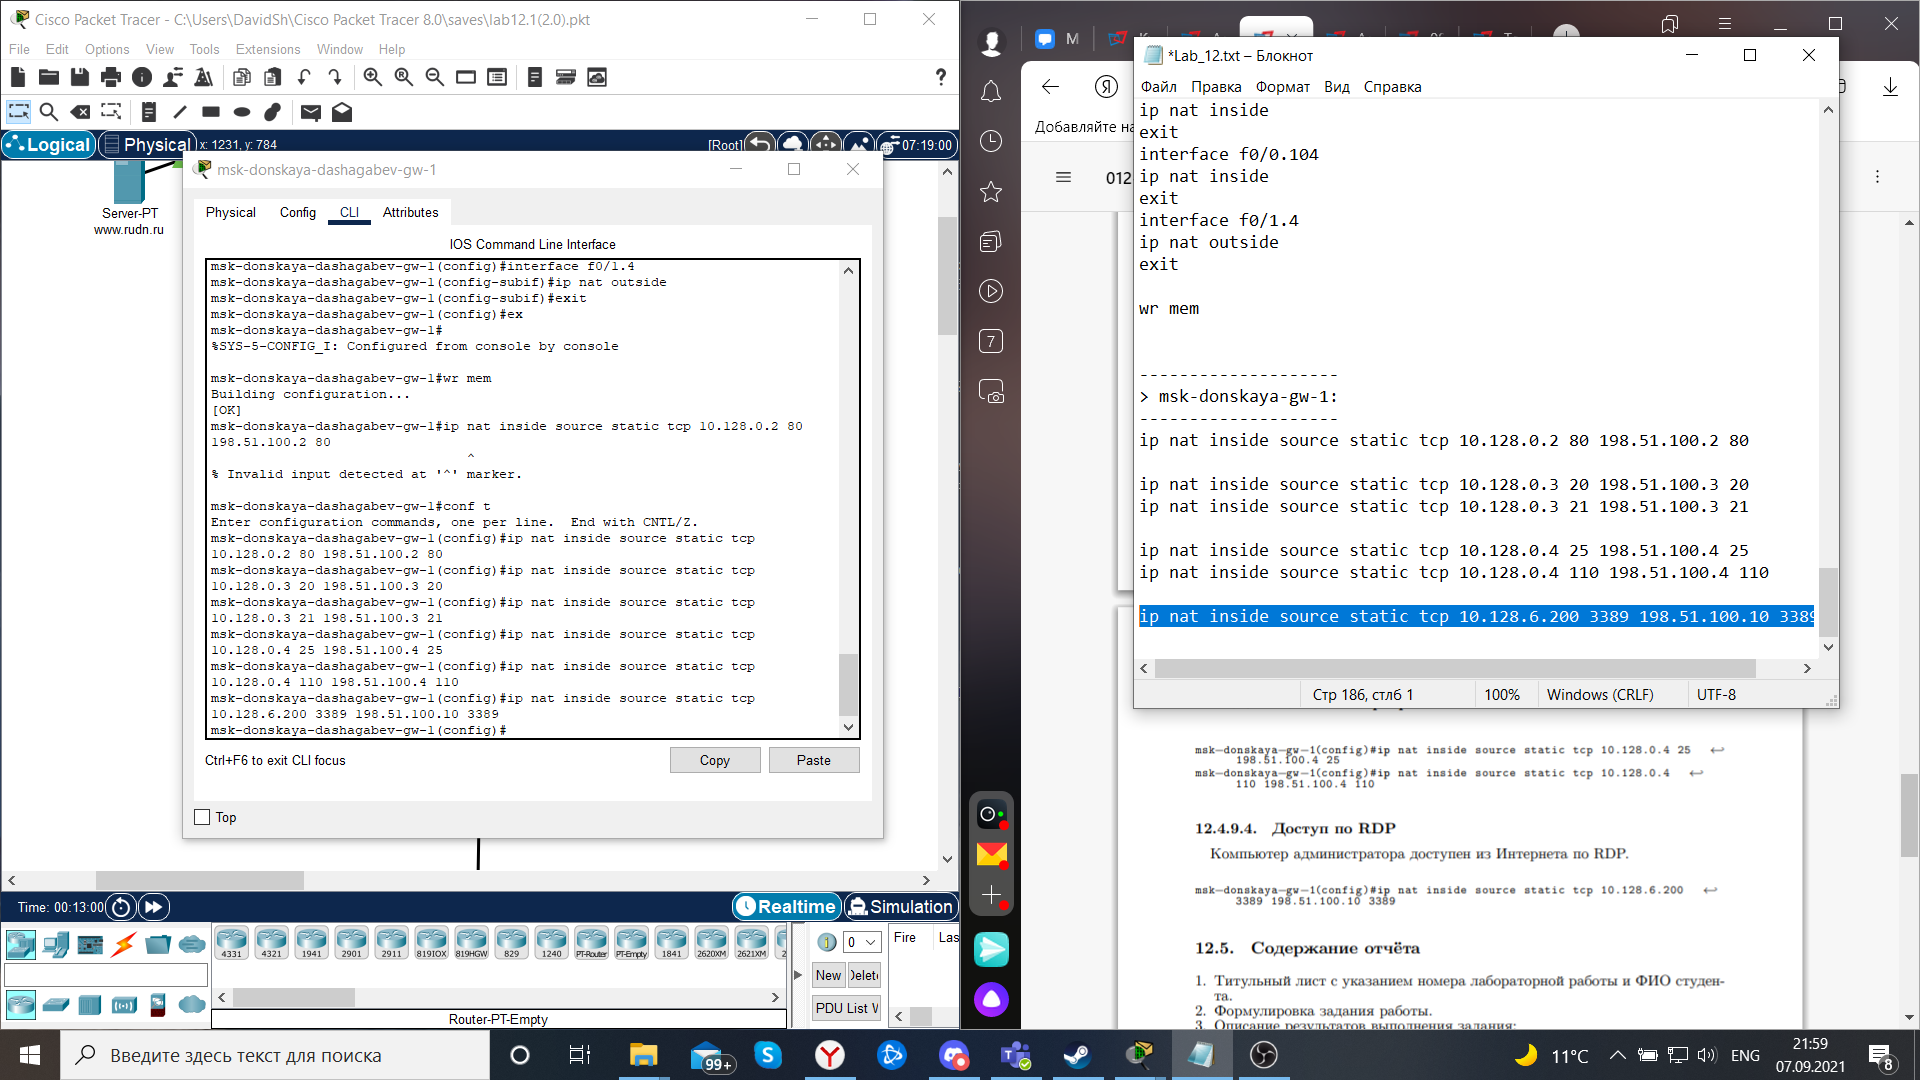 Cisco Packet Tracer - C:\Users\DavidSh\Cisco Packet Tracer 8.0\saves\lab12.1(2.0).pkt
File Edit Options View Tools Extensions Window Help
Logical Physical x: 1231, y: 784 [Root] 07:19:00
Server-PT
www.rudn.ru
msk-donskaya-dashagabev-gw-1
Physical Config CLI Attributes
IOS Command Line Interface
msk-donskaya-dashagabev-gw-1(config)#interface f0/1.4
msk-donskaya-dashagabev-gw-1(config-subif)#ip nat outside
msk-donskaya-dashagabev-gw-1(config-subif)#exit
msk-donskaya-dashagabev-gw-1(config)#ex
msk-donskaya-dashagabev-gw-1#
%SYS-5-CONFIG_I: Configured from console by console
msk-donskaya-dashagabev-gw-1#wr mem
Building configuration...
[OK]
msk-donskaya-dashagabev-gw-1#ip nat inside source static tcp 10.128.0.2 80
198.51.100.2 80
^
% Invalid input detected at '^' marker.
msk-donskaya-dashagabev-gw-1#conf t
Enter configuration commands, one per line. End with CNTL/Z.
msk-donskaya-dashagabev-gw-1(config)#ip nat inside source static tcp
10.128.0.2 80 198.51.100.2 80
msk-donskaya-dashagabev-gw-1(config)#ip nat inside source static tcp
10.128.0.3 20 198.51.100.3 20
msk-donskaya-dashagabev-gw-1(config)#ip nat inside source static tcp
10.128.0.3 21 198.51.100.3 21
msk-donskaya-dashagabev-gw-1(config)#ip nat inside source static tcp
10.128.0.4 25 198.51.100.4 25
msk-donskaya-dashagabev-gw-1(config)#ip nat inside source static tcp
10.128.0.4 110 198.51.100.4 110
msk-donskaya-dashagabev-gw-1(config)#ip nat inside source static tcp
10.128.6.200 3389 198.51.100.10 3389
msk-donskaya-dashagabev-gw-1(config)#
Ctrl+F6 to exit CLI focus Copy Paste
Top
Time: 00:13:00 Realtime Simulation
4331 4321 1941 2901 2911 819IOX 819HGW 829 1240 PT-Router PT-Empty 1841 2620XM 2621XM
0 Fire Las
New Delete
PDU List W
Router-PT-Empty
М
Добавляйте на
012
7
*Lab_12.txt – Блокнот
Файл Правка Формат Вид Справка
ip nat inside
exit
interface f0/0.104
ip nat inside
exit
interface f0/1.4
ip nat outside
exit
wr mem
--------------------
> msk-donskaya-gw-1:
--------------------
ip nat inside source static tcp 10.128.0.2 80 198.51.100.2 80
ip nat inside source static tcp 10.128.0.3 20 198.51.100.3 20
ip nat inside source static tcp 10.128.0.3 21 198.51.100.3 21
ip nat inside source static tcp 10.128.0.4 25 198.51.100.4 25
ip nat inside source static tcp 10.128.0.4 110 198.51.100.4 110
ip nat inside source static tcp 10.128.6.200 3389 198.51.100.10 3389
Стр 186, стлб 1 100% Windows (CRLF) UTF-8
msk-donskaya-gw-1(config)#ip nat inside source static tcp 10.128.0.4 25 ↩
198.51.100.4 25
msk-donskaya-gw-1(config)#ip nat inside source static tcp 10.128.0.4 ↩
110 198.51.100.4 110
12.4.9.4. Доступ по RDP
Компьютер администратора доступен из Интернета по RDP.
msk-donskaya-gw-1(config)#ip nat inside source static tcp 10.128.6.200 ↩
3389 198.51.100.10 3389
12.5. Содержание отчёта
1. Титульный лист с указанием номера лабораторной работы и ФИО студен-
та.
2. Формулировка задания работы.
3. Описание результатов выполнения задания:
Введите здесь текст для поиска
99+
11°C ENG 21:59
07.09.2021
8